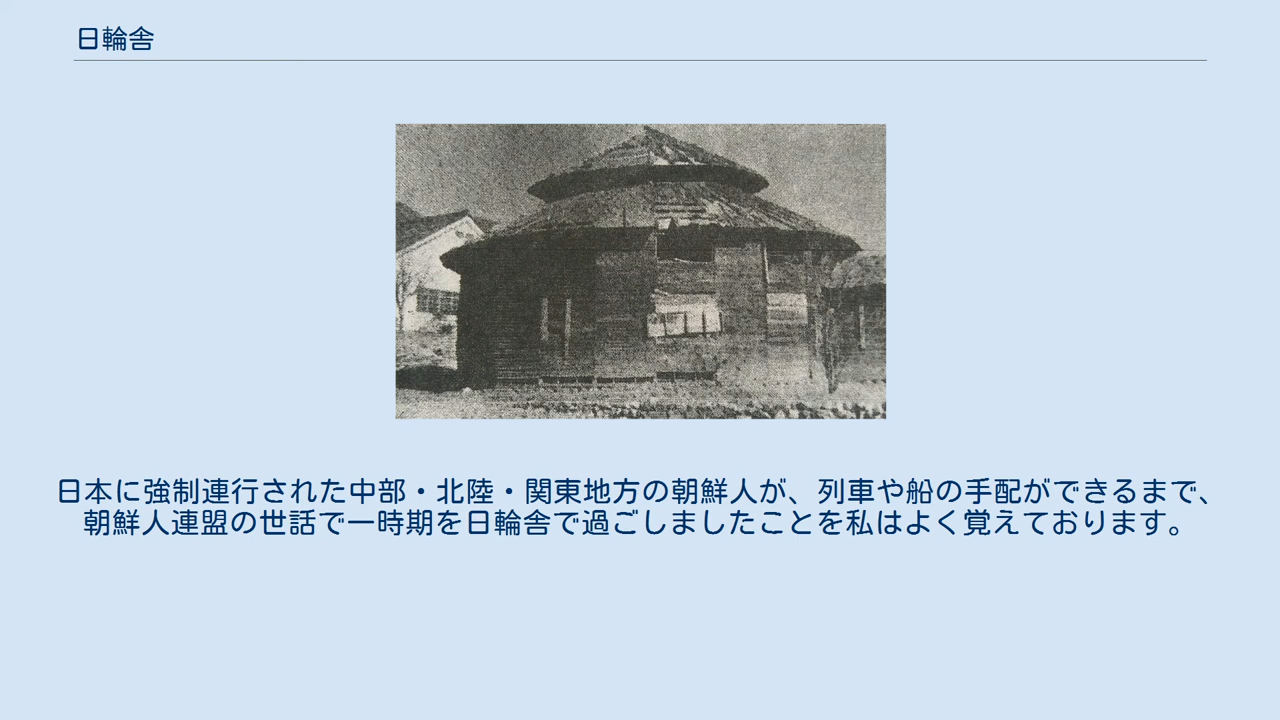 日輪舎
日本に強制連行された中部・北陸・関東地方の朝鮮人が、列車や船の手配ができるまで、
朝鮮人連盟の世話で一時期を日輪舎で過ごしましたことを私はよく覚えております。